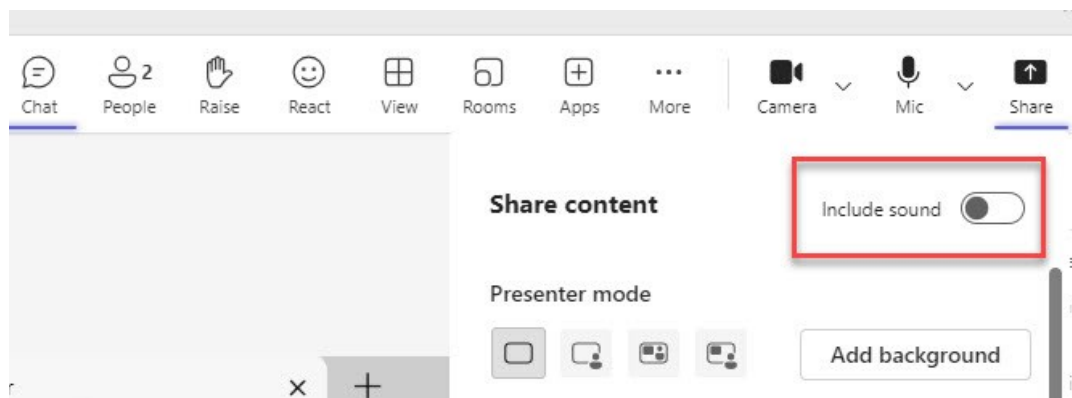 2
Chat People Raise React View Rooms Apps More Camera Mic Share
Share content Include sound
Presenter mode
Add background